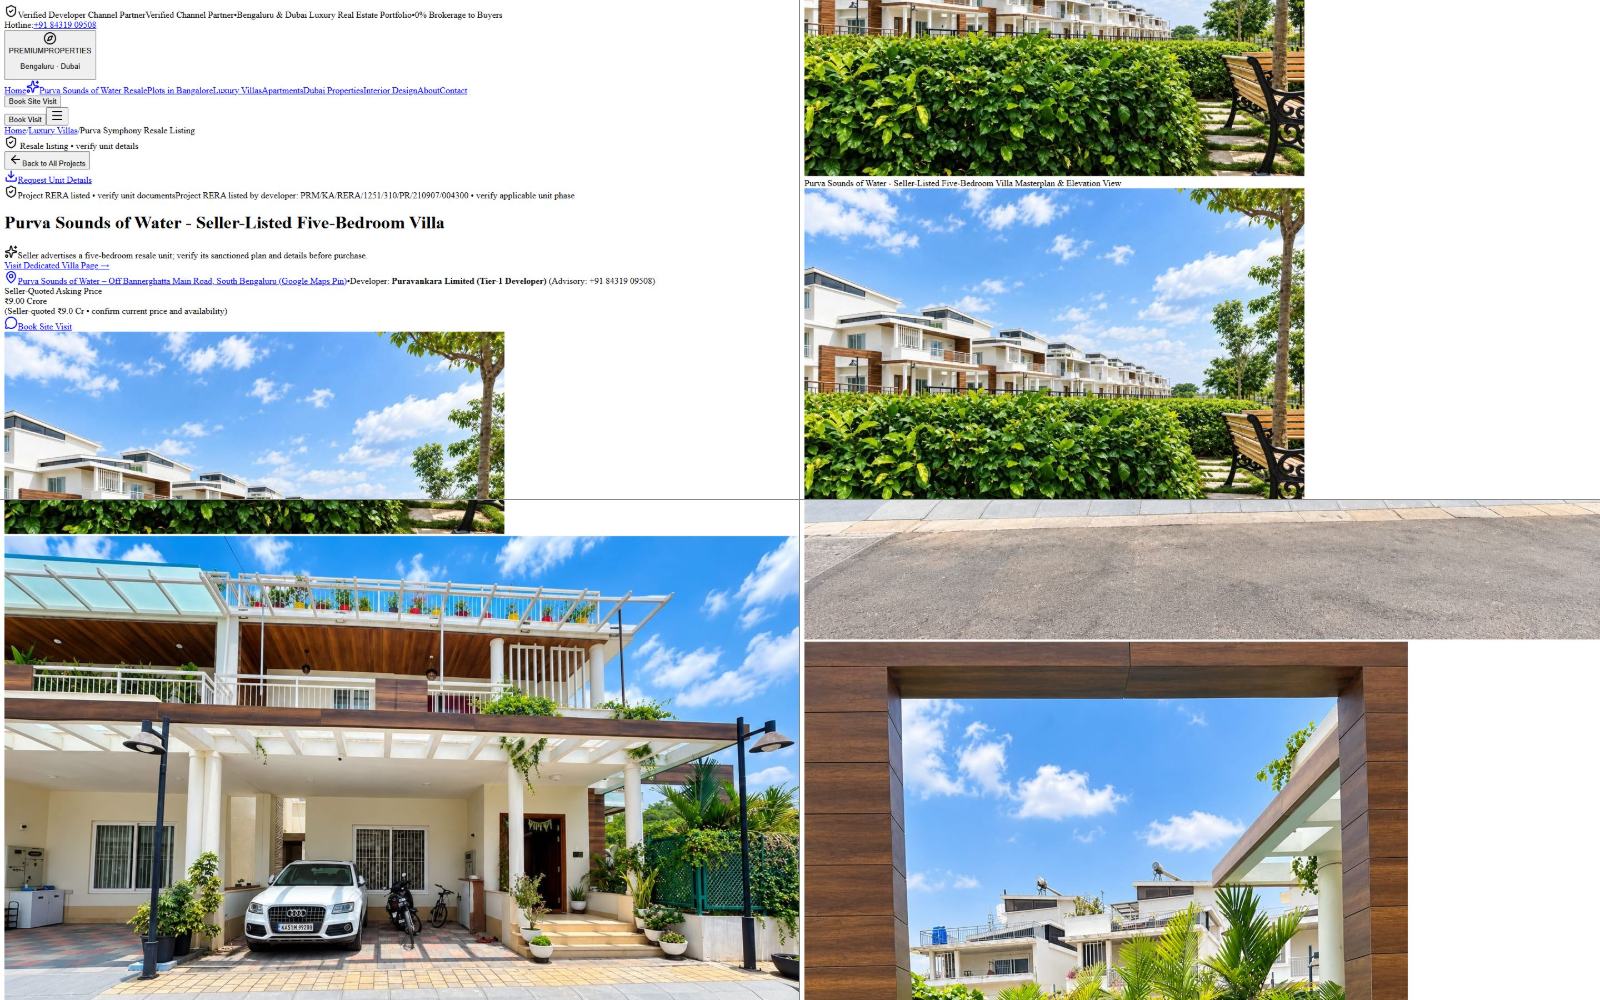 Verified Developer Channel PartnerVerified Channel Partner•Bengaluru & Dubai Luxury Real Estate Portfolio•0% Brokerage to Buyers
Hotline:+91 84319 09508
PREMIUMPROPERTIES
Bengaluru · Dubai
HomePurva Sounds of Water ResalePlots in BangaloreLuxury VillasApartmentsDubai PropertiesInterior DesignAboutContact
Book Site Visit
Book Visit
Home/Luxury Villas/Purva Symphony Resale Listing
Resale listing • verify unit details
Back to All Projects
Request Unit Details
Project RERA listed • verify unit documentsProject RERA listed by developer: PRM/KA/RERA/1251/310/PR/210907/004300 • verify applicable unit phase
Purva Sounds of Water - Seller-Listed Five-Bedroom Villa
Seller advertises a five-bedroom resale unit; verify its sanctioned plan and details before purchase.
Visit Dedicated Villa Page →
Purva Sounds of Water – Off Bannerghatta Main Road, South Bengaluru (Google Maps Pin)•Developer: Puravankara Limited (Tier-1 Developer) (Advisory: +91 84319 09508)
Seller-Quoted Asking Price
₹9.00 Crore
(Seller-quoted ₹9.0 Cr • confirm current price and availability)
Book Site Visit
Purva Sounds of Water - Seller-Listed Five-Bedroom Villa Masterplan & Elevation View